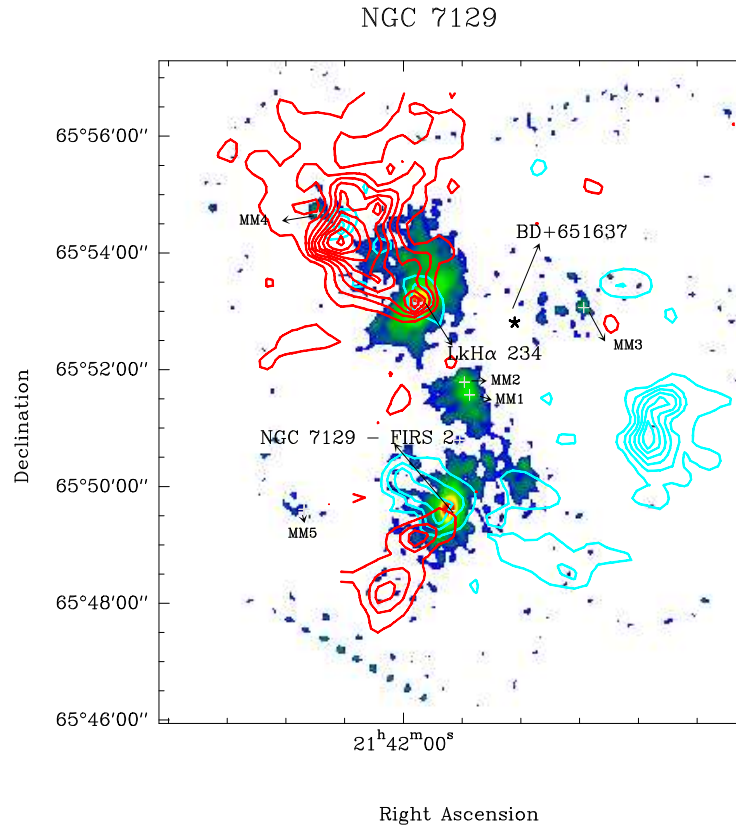 NGC 7129
65°56'00''
MM4
65°54'00''
BD+651637
MM3
LkHα 234
65°52'00''
MM2
MM1
NGC 7129 – FIRS 2
65°50'00''
MM5
65°48'00''
65°46'00''
21ʰ42ᵐ00ˢ
Declination
Right Ascension